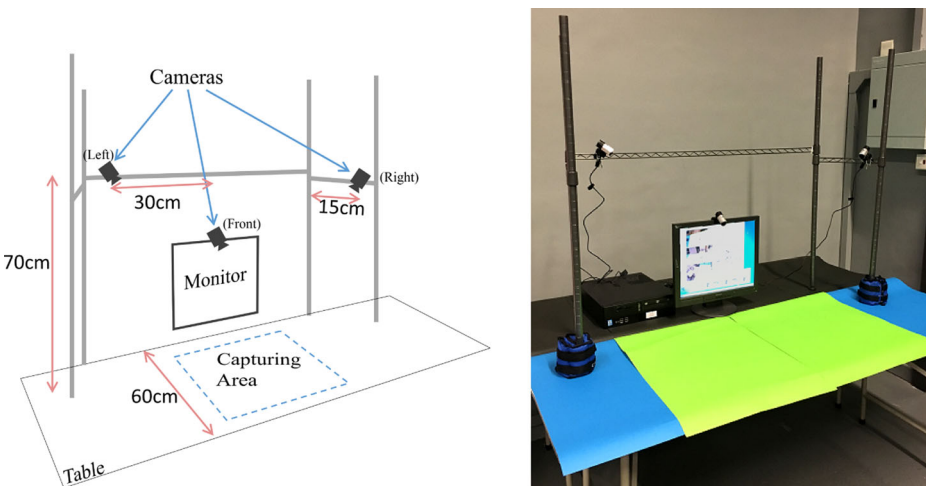 Cameras
(Left)
(Right)
30cm
15cm
(Front)
70cm
Monitor
Capturing
Area
60cm
Table